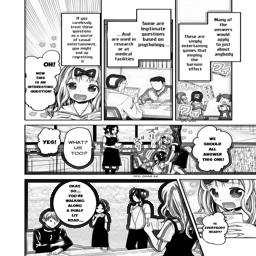 Many of
the answers
would
apply
to just
about
anybody
These are
simply
entertaining
games that
employ
the
barnum
effect
Some are
legitimate
questions
based on
psychology...
...And
are used in
research
or at
medical
facilities
If you
carelessly
treat these
questions
as a source
of casual
entertainment,
you might
end up
regretting
it
OH!
NOW
THIS
IS AN
INTERESTING
QUESTION!
WE
SHOULD
ALL
ANSWER
THIS ONE!
WHAT?
US
TOO?
YES!
IS
EVERYBODY
READY?
OKAY,
SO...
YOU'RE
WALKING
ALONG
A DIMLY
LIT
ROAD...